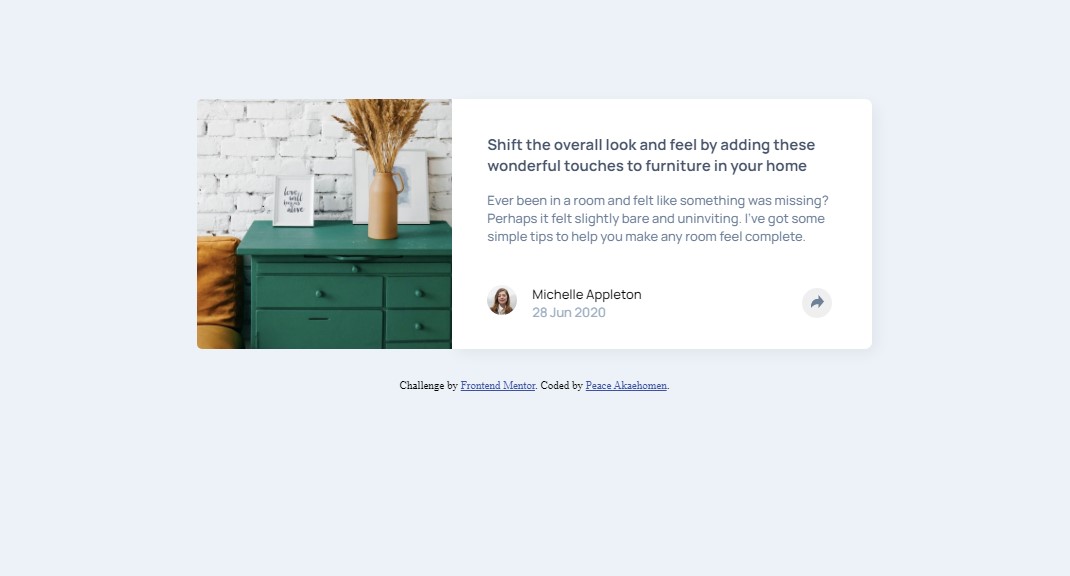 love
will
keep us
alive
Shift the overall look and feel by adding these
wonderful touches to furniture in your home
Ever been in a room and felt like something was missing?
Perhaps it felt slightly bare and uninviting. I've got some
simple tips to help you make any room feel complete.
Michelle Appleton
28 Jun 2020
Challenge by Frontend Mentor. Coded by Peace Akaehomen.